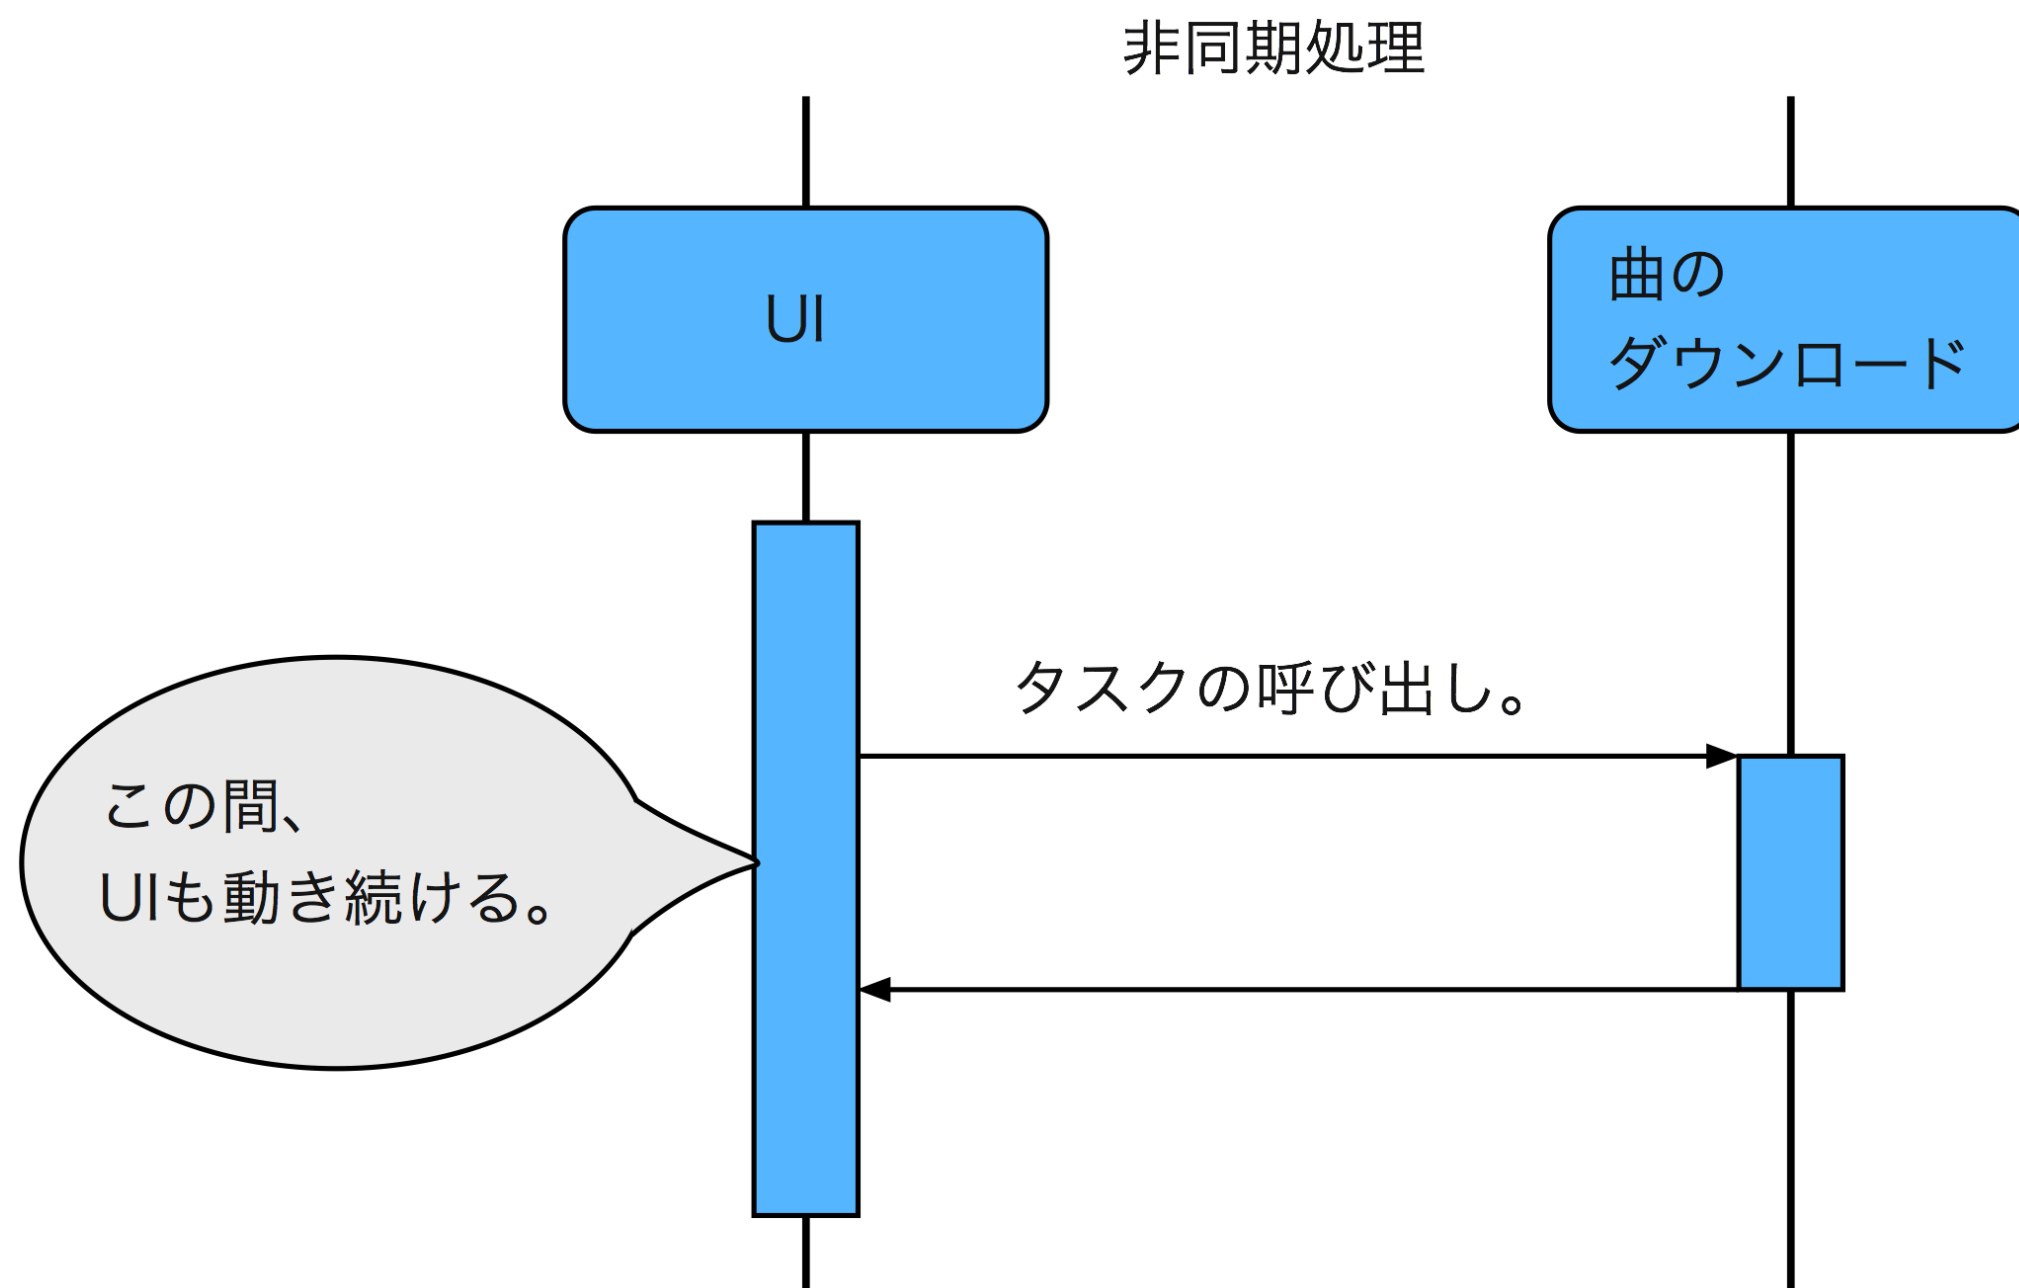 非同期処理
UI
曲の
ダウンロード
タスクの呼び出し。
この間、
UIも動き続ける。